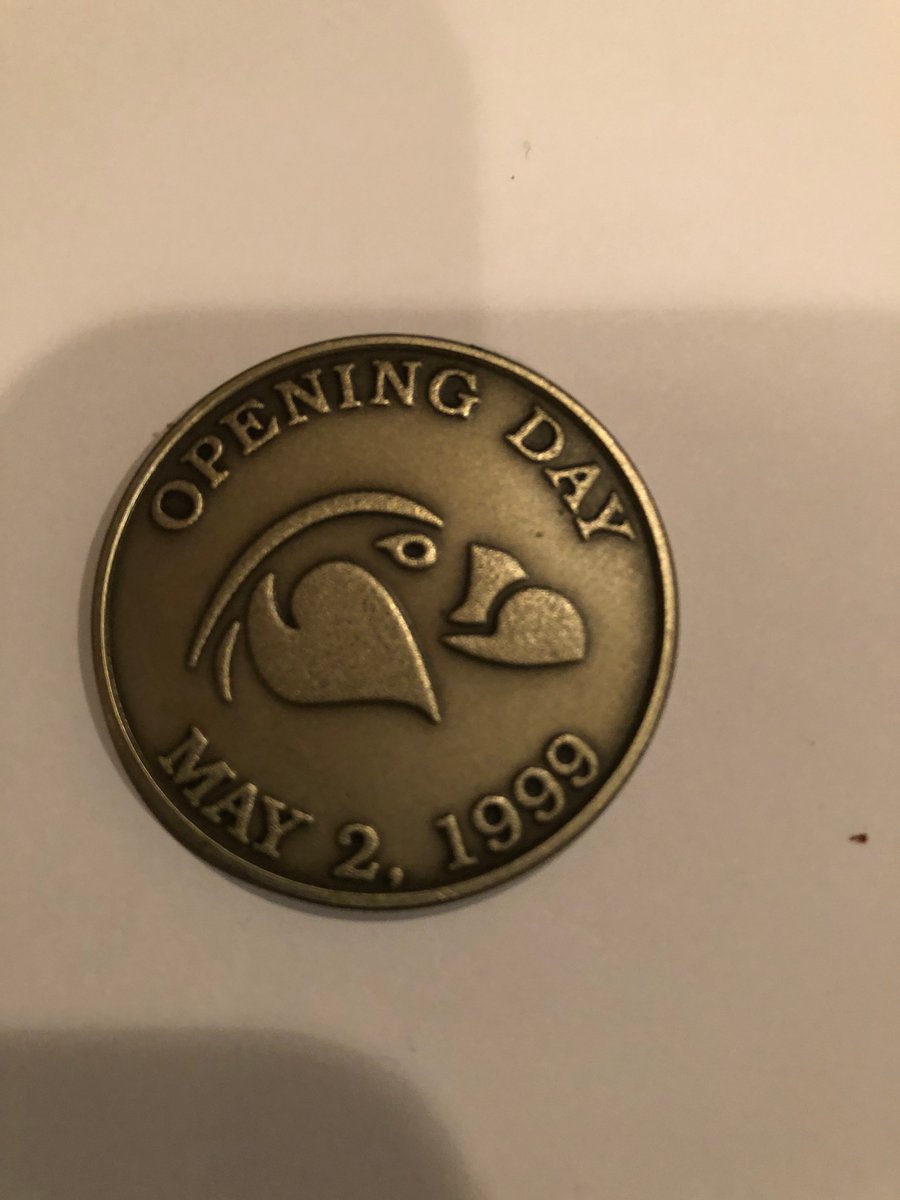 OPENING DAY
MAY 2, 1999